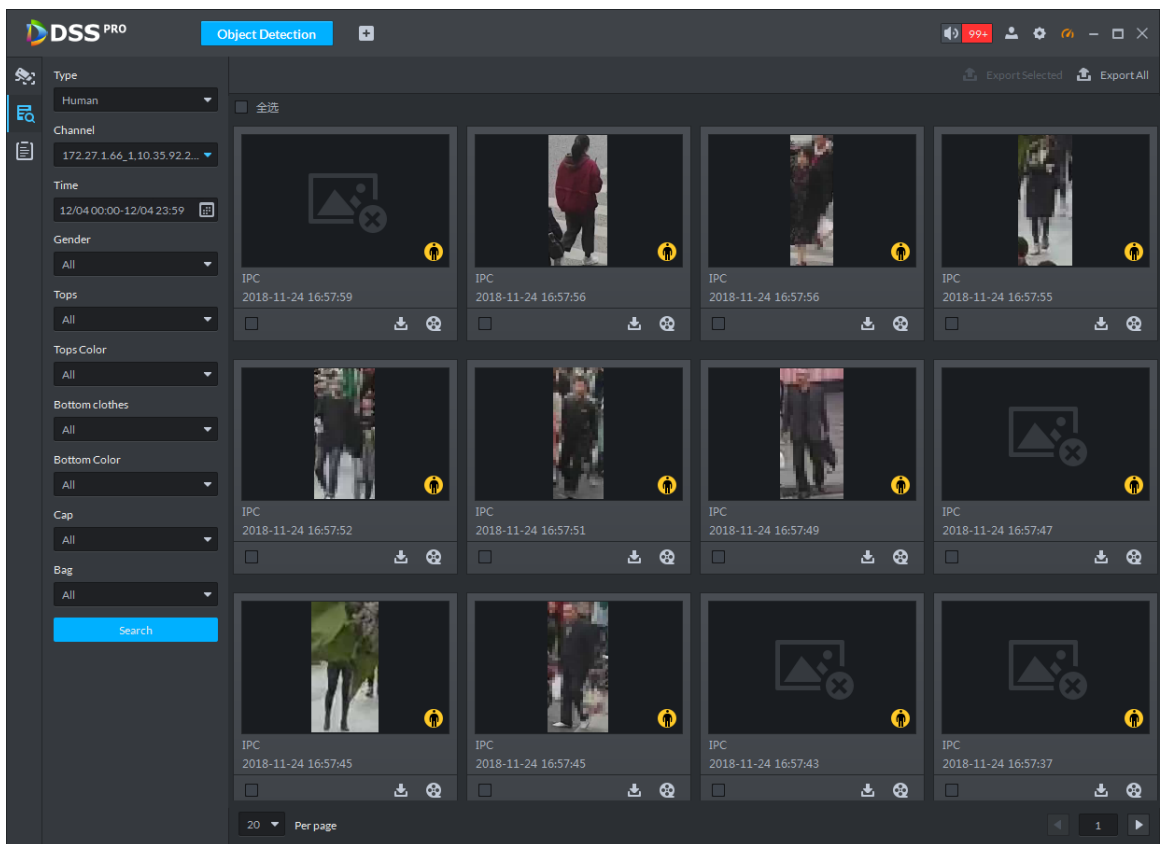 DSS PRO
Object Detection
99+
Type
Human
Channel
172.27.1.66_1,10.35.92.2...
Time
12/04 00:00-12/04 23:59
Gender
All
Tops
All
Tops Color
All
Bottom clothes
All
Bottom Color
All
Cap
All
Bag
All
Search
Export Selected
Export All
全选
IPC
2018-11-24 16:57:59
IPC
2018-11-24 16:57:56
IPC
2018-11-24 16:57:56
IPC
2018-11-24 16:57:55
IPC
2018-11-24 16:57:52
IPC
2018-11-24 16:57:51
IPC
2018-11-24 16:57:49
IPC
2018-11-24 16:57:47
IPC
2018-11-24 16:57:45
IPC
2018-11-24 16:57:45
IPC
2018-11-24 16:57:43
IPC
2018-11-24 16:57:37
20
Per page
1